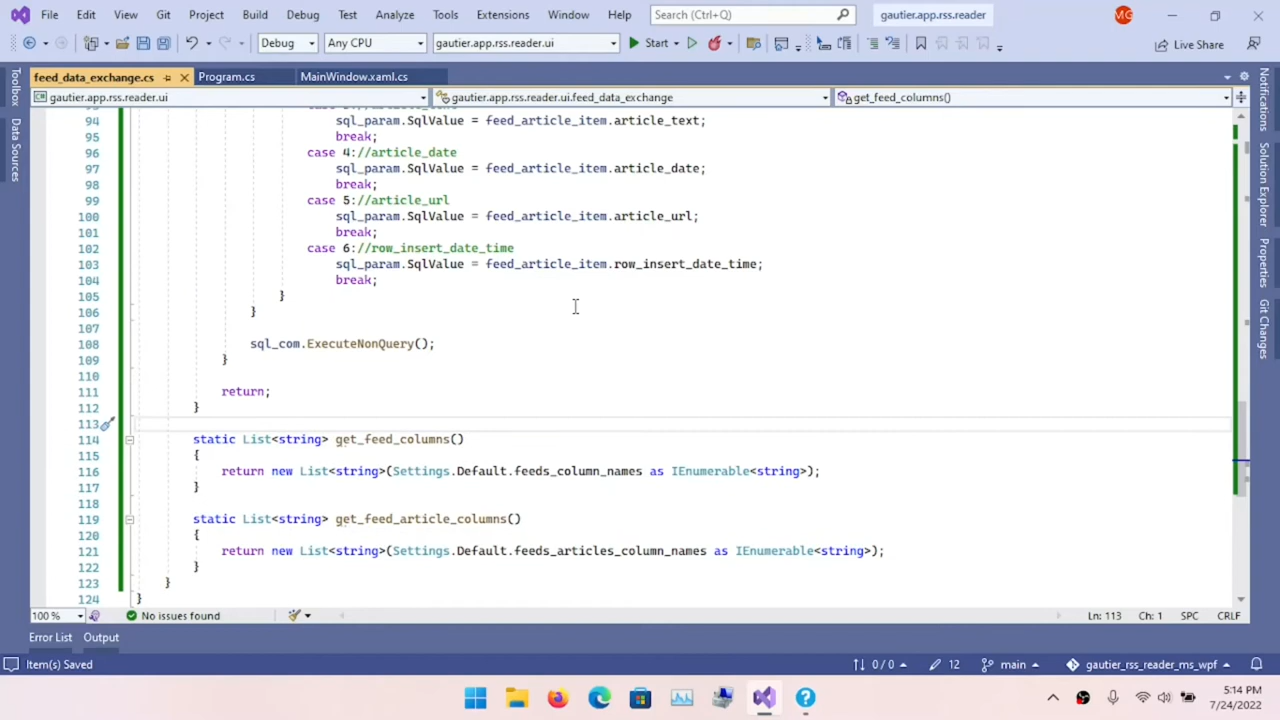 File Edit View Git Project Build Debug Test Analyze Tools Extensions Window Help Search (Ctrl+Q) gautier.app.rss.reader MG
Debug Any CPU gautier.app.rss.reader.ui Start Live Share
feed_data_exchange.cs Program.cs MainWindow.xaml.cs
gautier.app.rss.reader.ui gautier.app.rss.reader.ui.feed_data_exchange get_feed_columns()
94 sql_param.SqlValue = feed_article_item.article_text;
95 break;
96 case 4://article_date
97 sql_param.SqlValue = feed_article_item.article_date;
98 break;
99 case 5://article_url
100 sql_param.SqlValue = feed_article_item.article_url;
101 break;
102 case 6://row_insert_date_time
103 sql_param.SqlValue = feed_article_item.row_insert_date_time;
104 break;
105 }
106 }
107
108 sql_com.ExecuteNonQuery();
109 }
110
111 return;
112 }
113
114 static List<string> get_feed_columns()
115 {
116 return new List<string>(Settings.Default.feeds_column_names as IEnumerable<string>);
117 }
118
119 static List<string> get_feed_article_columns()
120 {
121 return new List<string>(Settings.Default.feeds_articles_column_names as IEnumerable<string>);
122 }
123 }
124 }
Toolbox
Data Sources
Notifications
Solution Explorer
Properties
Git Changes
100 % No issues found Ln: 113 Ch: 1 SPC CRLF
Error List Output
Item(s) Saved 0 / 0 12 main gautier_rss_reader_ms_wpf
5:14 PM
7/24/2022